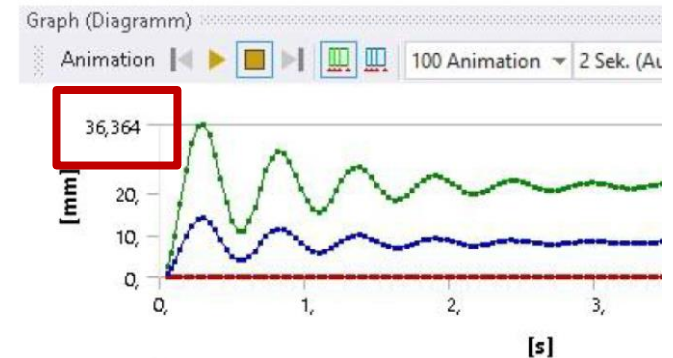 Graph (Diagramm)
Animation 100 Animation 2 Sek. (Au
36,364
[mm]
20,
10,
0,
0, 1, 2, 3,
[s]